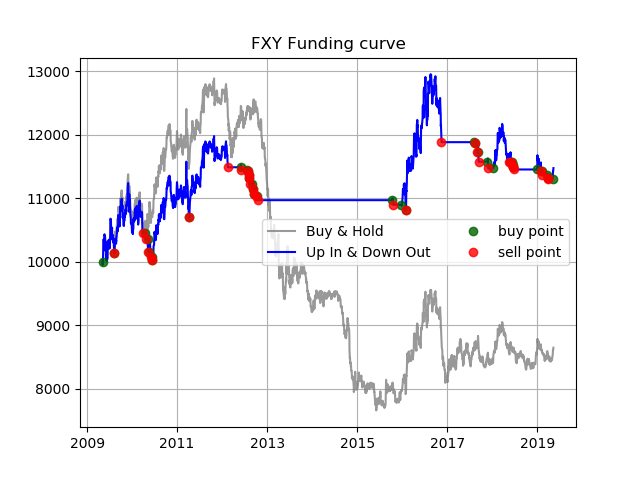 FXY Funding curve
13000
12000
11000
10000
9000
8000
Buy & Hold
Up In & Down Out
buy point
sell point
2009 2011 2013 2015 2017 2019